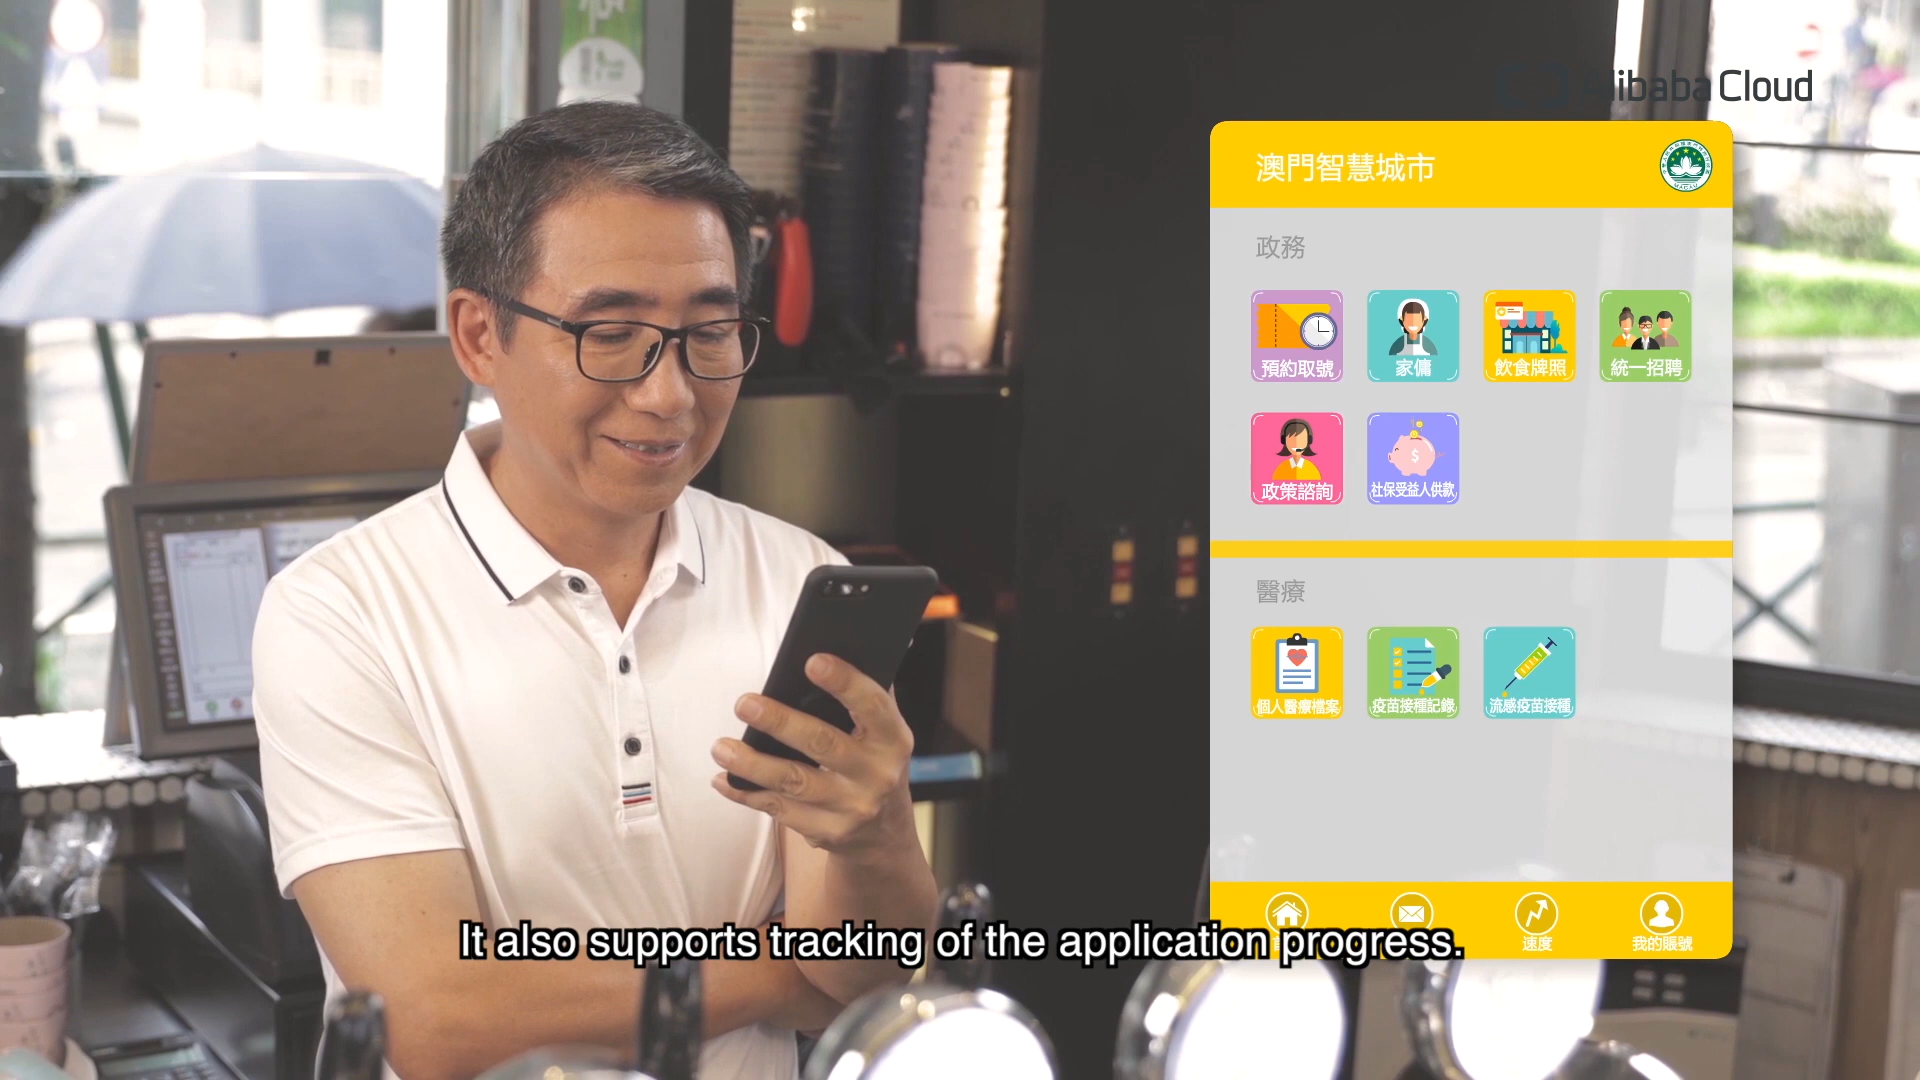 Alibaba Cloud
澳門智慧城市
MACAU
政務
預約取號
家傭
飲食牌照
統一招聘
政策諮詢
社保受益人供款
醫療
個人醫療檔案
疫苗接種記錄
流感疫苗接種
速度
我的賬號
It also supports tracking of the application progress.